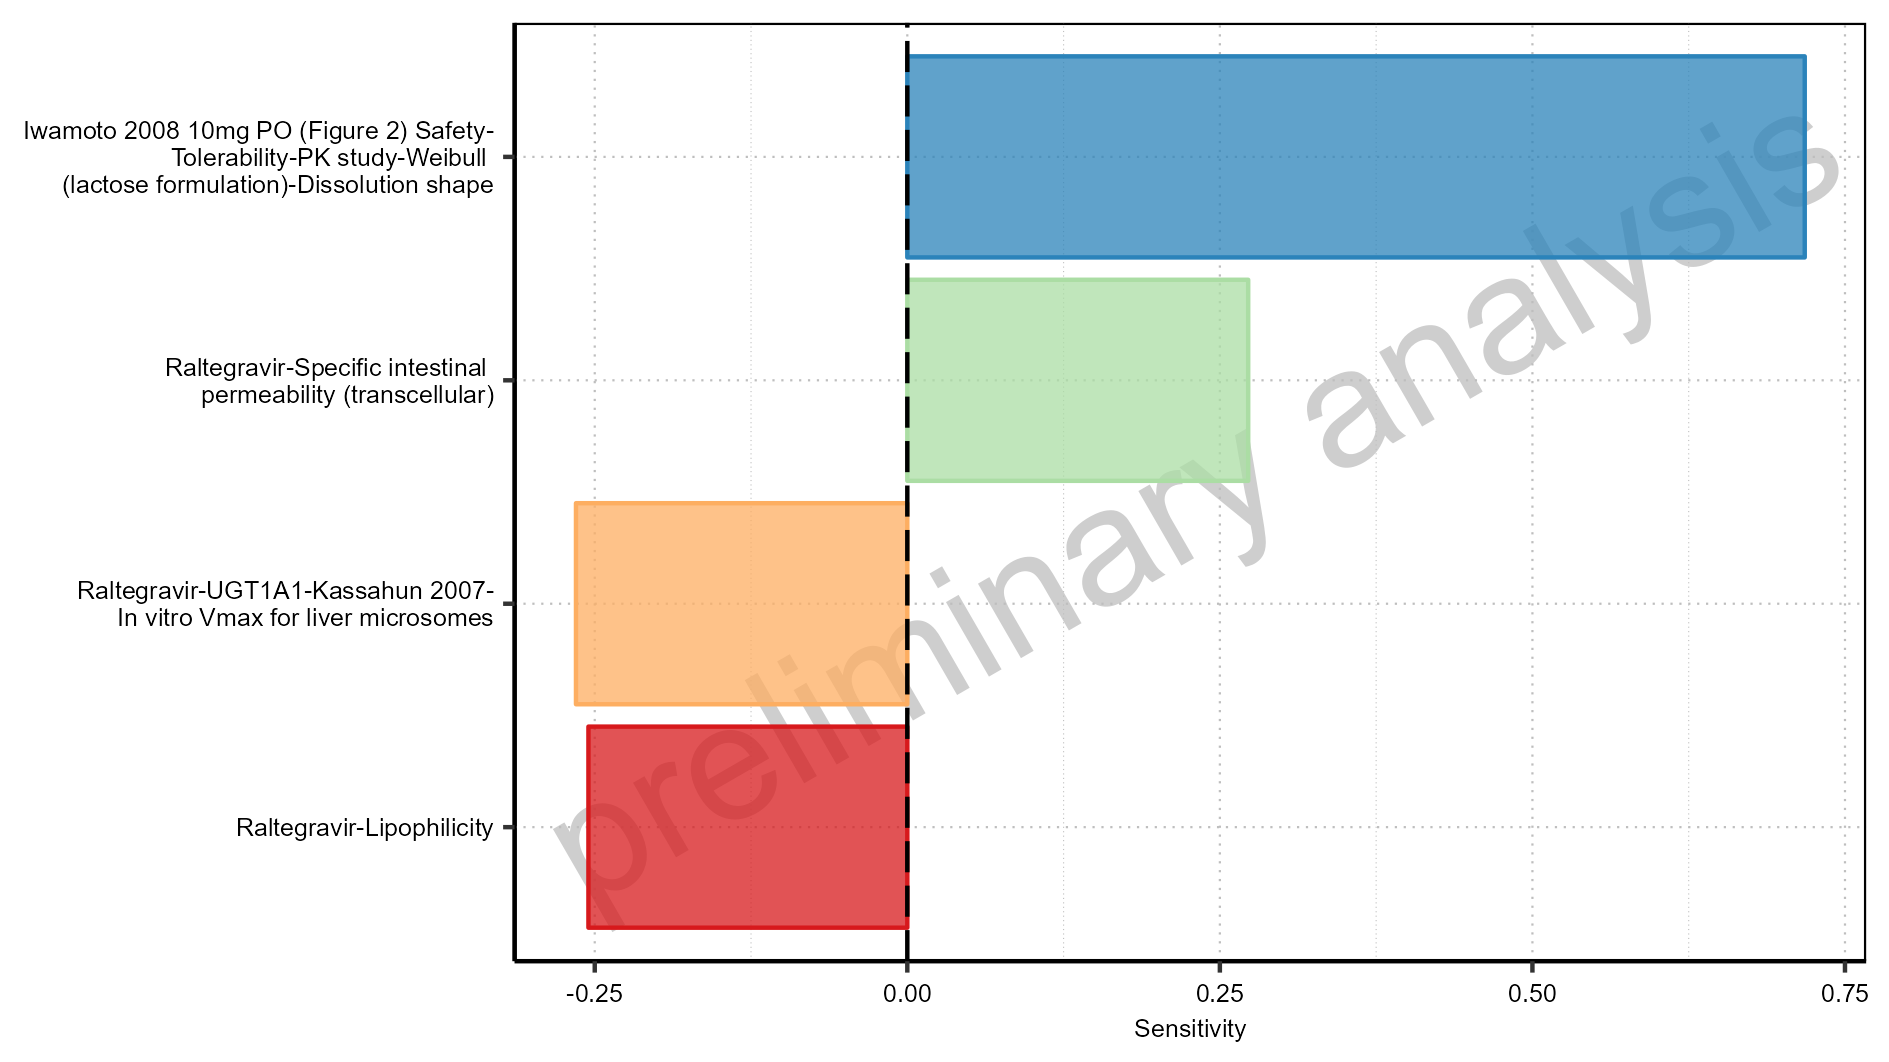 Iwamoto 2008 10mg PO (Figure 2) Safety-
Tolerability-PK study-Weibull
(lactose formulation)-Dissolution shape
Raltegravir-Specific intestinal
permeability (transcellular)
Raltegravir-UGT1A1-Kassahun 2007-
In vitro Vmax for liver microsomes
Raltegravir-Lipophilicity
preliminary analysis
-0.25 0.00 0.25 0.50 0.75
Sensitivity